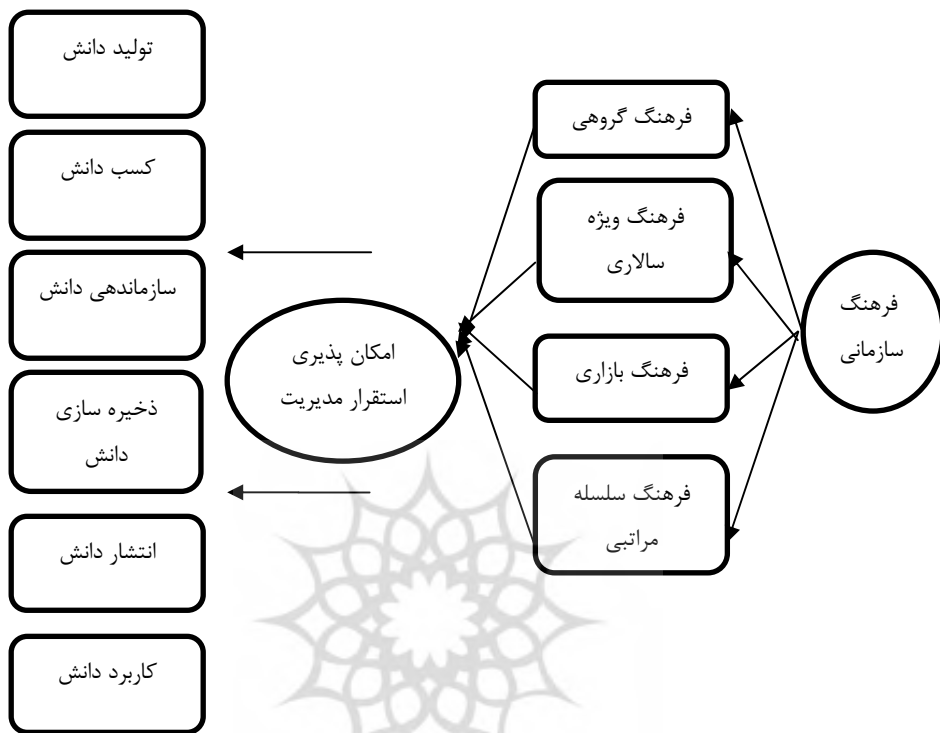 فرهنگ
سازمانی
فرهنگ گروهی
فرهنگ ویژه
سالاری
فرهنگ بازاری
فرهنگ سلسله
مراتبی
امکان پذیری
استقرار مدیریت
تولید دانش
کسب دانش
سازماندهی دانش
ذخیره سازی
دانش
انتشار دانش
کاربرد دانش